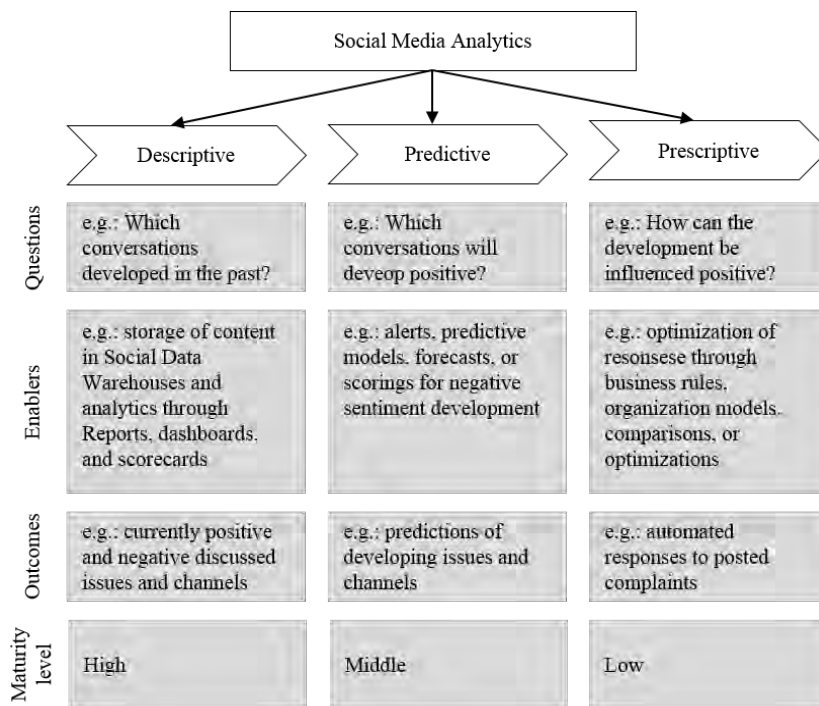 Social Media Analytics
Descriptive
Predictive
Prescriptive
Questions
e.g.: Which
conversations
developed in the past?
e.g.: Which
conversations will
deveop positive?
e.g.: How can the
development be
influenced positive?
Enablers
e.g.: storage of content
in Social Data
Warehouses and
analytics through
Reports, dashboards,
and scorecards
e.g.: alerts, predictive
models, forecasts, or
scorings for negative
sentiment development
e.g.: optimization of
resonsese through
business rules,
organization models,
comparisons, or
optimizations
Outcomes
e.g.: currently positive
and negative discussed
issues and channels
e.g.: predictions of
developing issues and
channels
e.g.: automated
responses to posted
complaints
Maturity
level
High
Middle
Low